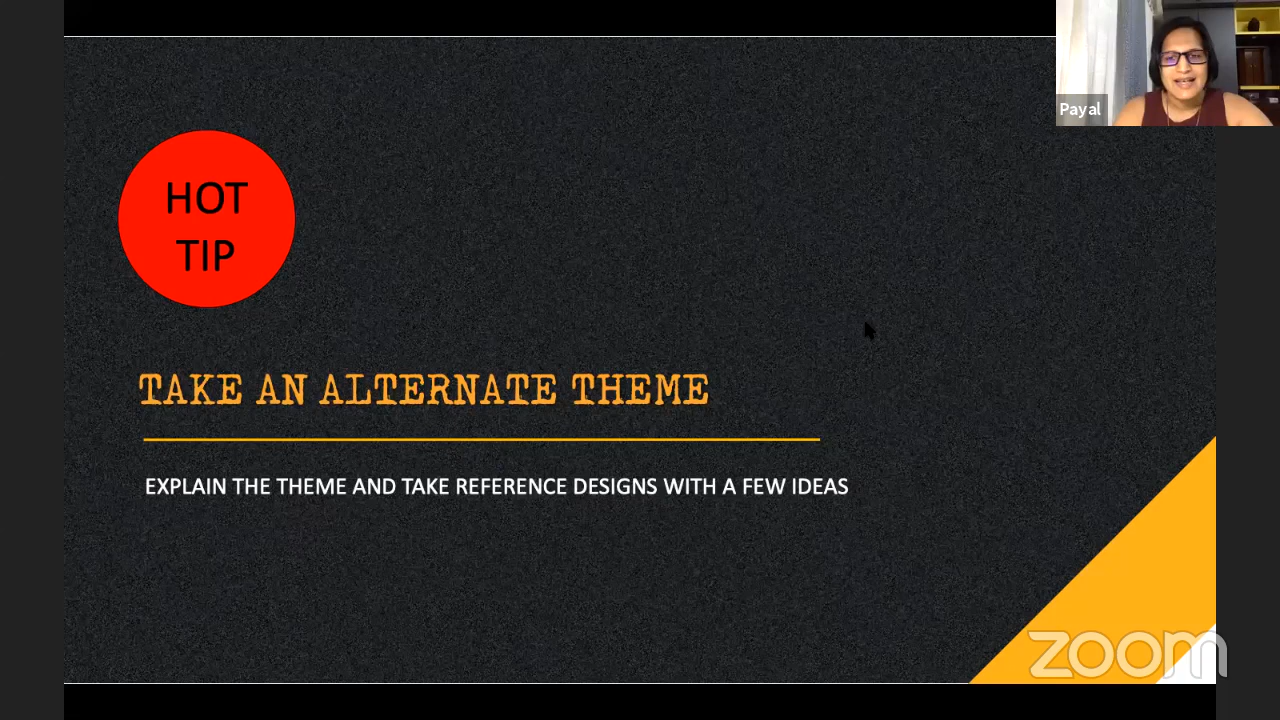 Payal
HOT
TIP
TAKE AN ALTERNATE THEME
EXPLAIN THE THEME AND TAKE REFERENCE DESIGNS WITH A FEW IDEAS
zoom